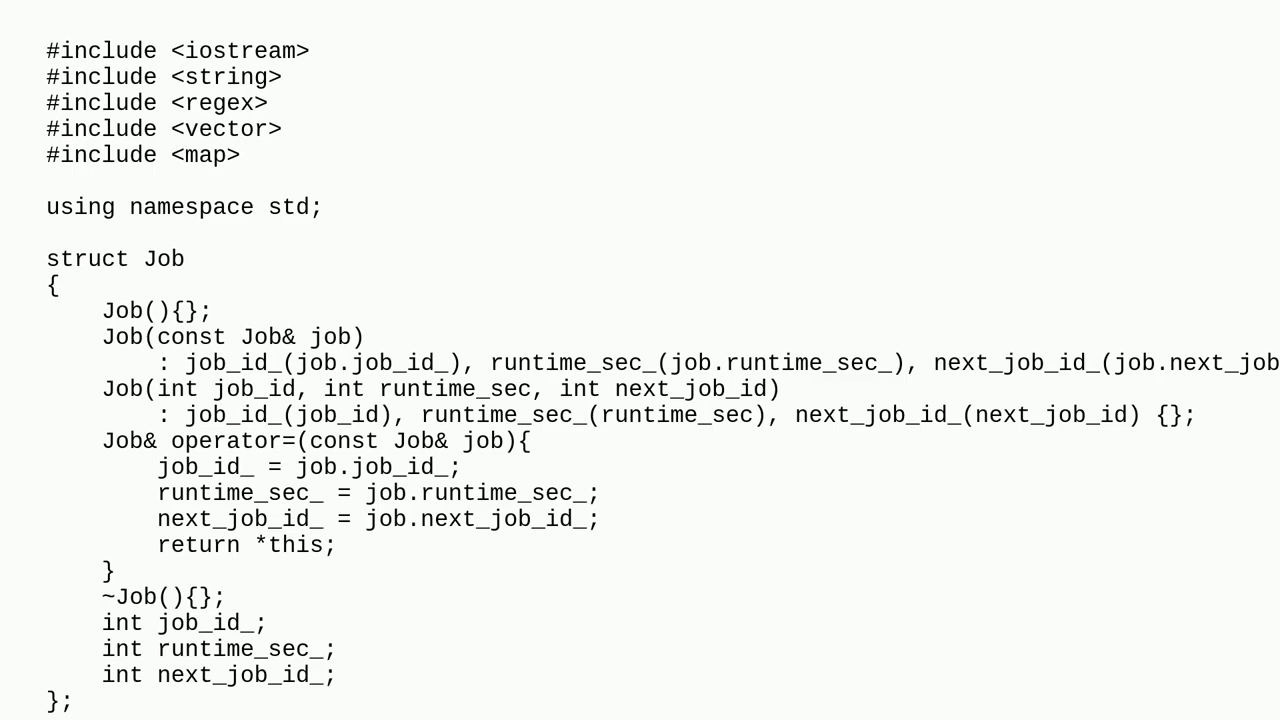 #include <iostream>
#include <string>
#include <regex>
#include <vector>
#include <map>
using namespace std;
struct Job
{
Job(){};
Job(const Job& job)
: job_id_(job.job_id_), runtime_sec_(job.runtime_sec_), next_job_id_(job.next_job
Job(int job_id, int runtime_sec, int next_job_id)
: job_id_(job_id), runtime_sec_(runtime_sec), next_job_id_(next_job_id) {};
Job& operator=(const Job& job){
job_id_ = job.job_id_;
runtime_sec_ = job.runtime_sec_;
next_job_id_ = job.next_job_id_;
return *this;
}
~Job(){};
int job_id_;
int runtime_sec_;
int next_job_id_;
};